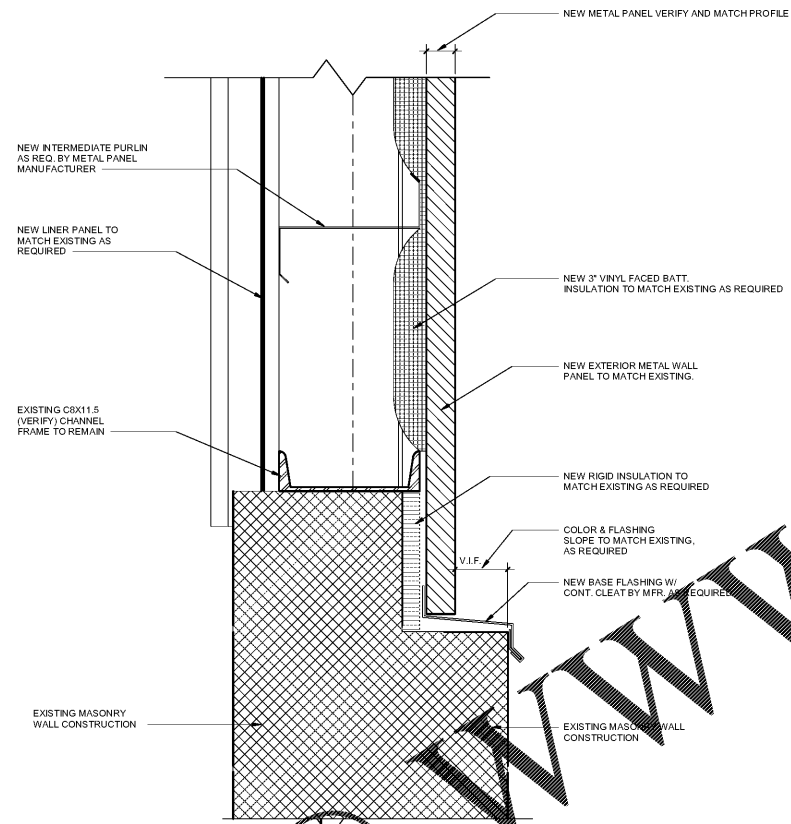 NEW METAL PANEL VERIFY AND MATCH PROFILE
NEW INTERMEDIATE PURLIN
AS REQ. BY METAL PANEL
MANUFACTURER
NEW LINER PANEL TO
MATCH EXISTING AS
REQUIRED
NEW 3" VINYL FACED BATT.
INSULATION TO MATCH EXISTING AS REQUIRED
NEW EXTERIOR METAL WALL
PANEL TO MATCH EXISTING.
EXISTING C8X11.5
(VERIFY) CHANNEL
FRAME TO REMAIN
NEW RIGID INSULATION TO
MATCH EXISTING AS REQUIRED
COLOR & FLASHING
SLOPE TO MATCH EXISTING,
AS REQUIRED
V.I.F.
NEW BASE FLASHING W/
CONT. CLEAT BY MFR. AS REQUIRED
EXISTING MASONRY
WALL CONSTRUCTION
EXISTING MASONRY WALL
CONSTRUCTION
WWW